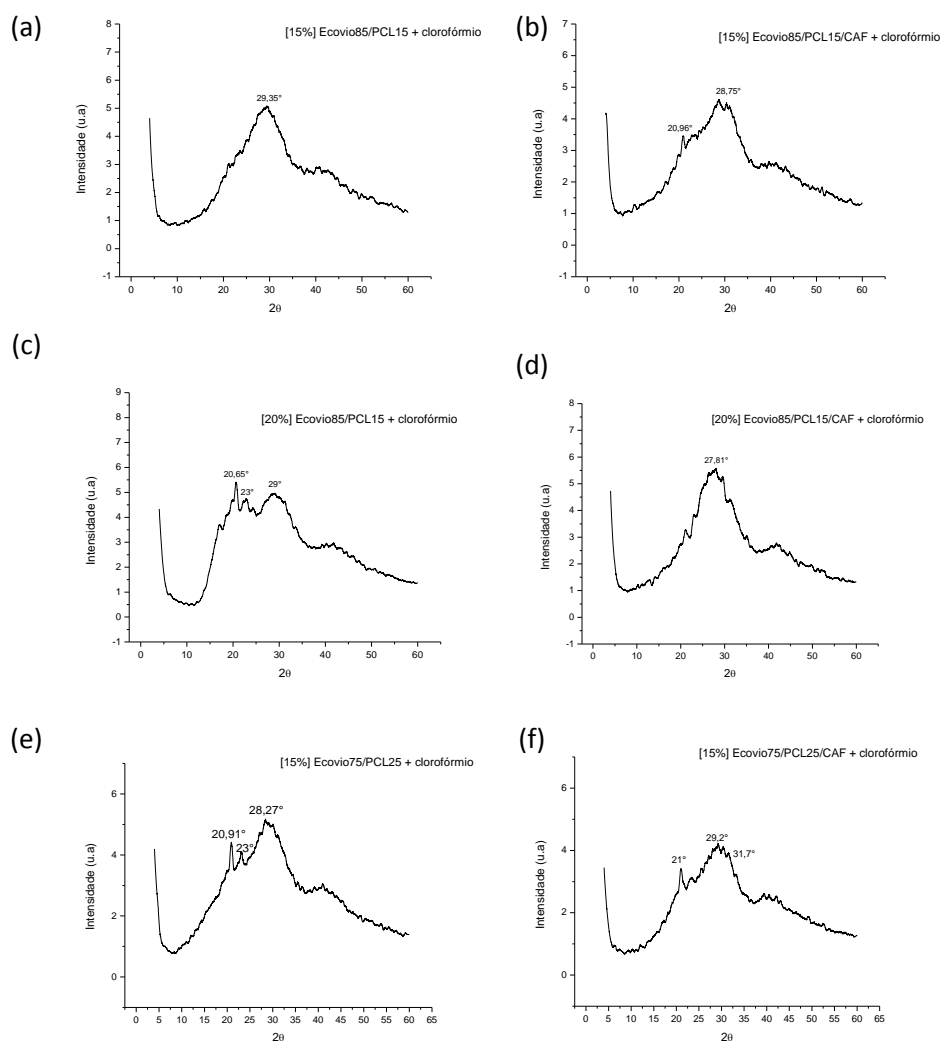 (a)
[15%] Ecovio85/PCL15 + clorofórmio
29,35°
Intensidade (u.a)
8
7
6
5
4
3
2
1
0
-1
0 10 20 30 40 50 60
2θ
(b)
[15%] Ecovio85/PCL15/CAF + clorofórmio
28,75°
20,96°
Intensidade (u.a)
7
6
5
4
3
2
1
0
-1
0 10 20 30 40 50 60
2θ
(c)
[20%] Ecovio85/PCL15 + clorofórmio
20,65°
23°
29°
Intensidade (u.a)
9
8
7
6
5
4
3
2
1
0
-1
0 10 20 30 40 50 60
2θ
(d)
[20%] Ecovio85/PCL15/CAF + clorofórmio
27,81°
Intensidade (u.a)
8
7
6
5
4
3
2
1
0
-1
0 10 20 30 40 50 60
2θ
(e)
[15%] Ecovio75/PCL25 + clorofórmio
28,27°
20,91°
23°
Intensidade (u.a)
6
4
2
0
0 5 10 15 20 25 30 35 40 45 50 55 60 65
2θ
(f)
[15%] Ecovio75/PCL25/CAF + clorofórmio
29,2°
31,7°
21°
Intensidade (u.a)
6
4
2
0
0 5 10 15 20 25 30 35 40 45 50 55 60 65
2θ